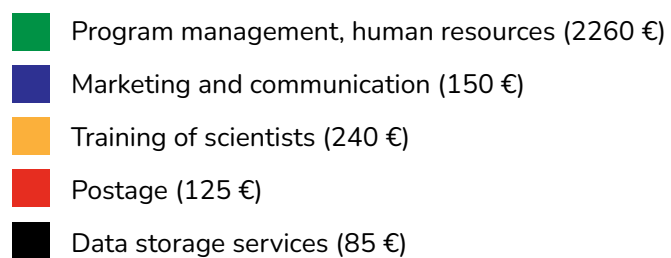 Program management, human resources (2260 €)
Marketing and communication (150 €)
Training of scientists (240 €)
Postage (125 €)
Data storage services (85 €)